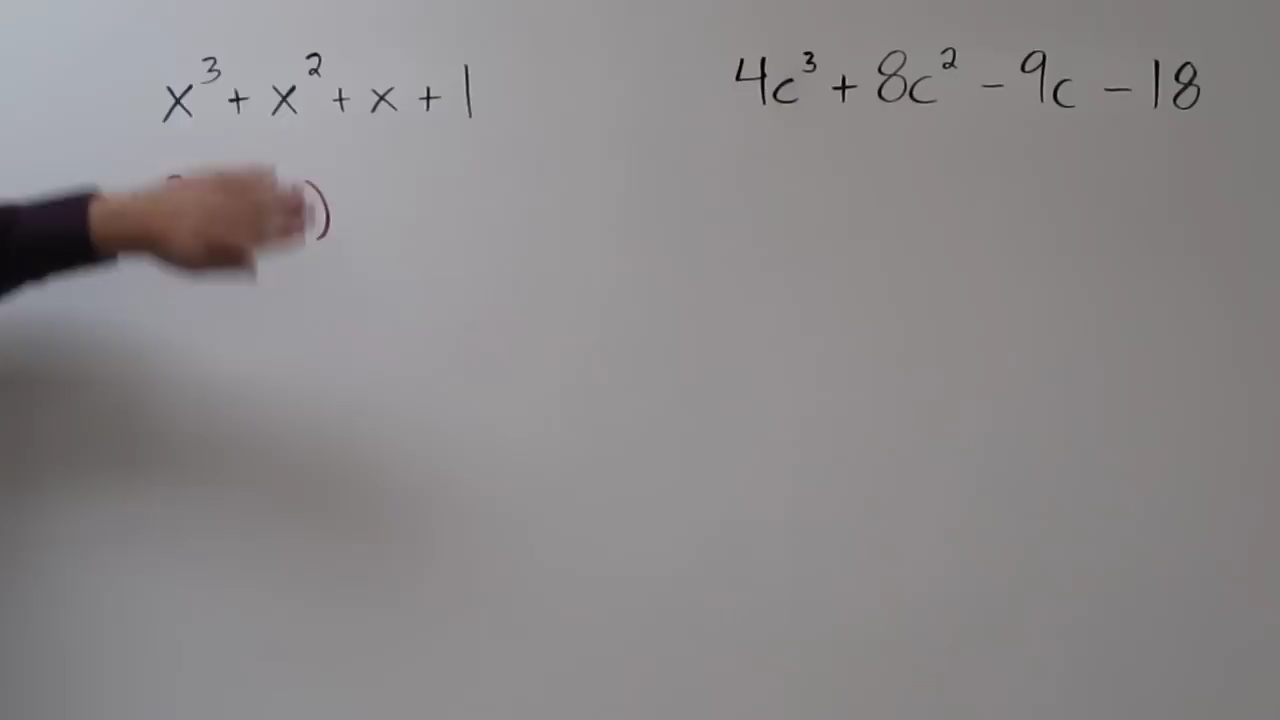 x³ + x² + x + 1
4c³ + 8c² - 9c - 18
)